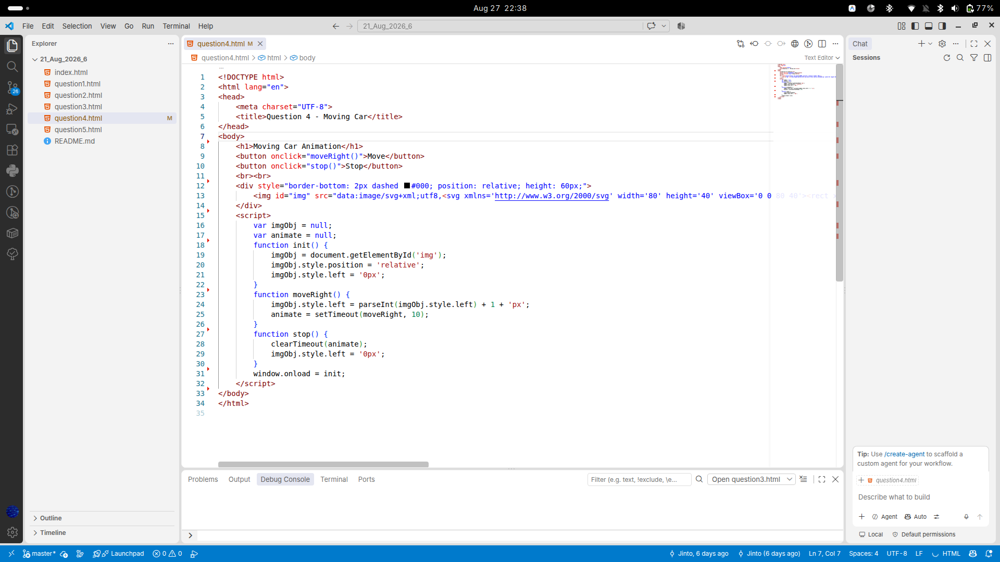 Aug 27 22:38
77%
File Edit Selection View Go Run Terminal Help
21_Aug_2026_6
Explorer
21_Aug_2026_6
index.html
question1.html
question2.html
question3.html
question4.html M
question5.html
README.md
26
Outline
Timeline
question4.html M
question4.html > html > body
Text Editor
1 <!DOCTYPE html>
2 <html lang="en">
3 <head>
4 <meta charset="UTF-8">
5 <title>Question 4 - Moving Car</title>
6 </head>
7 <body>
8 <h1>Moving Car Animation</h1>
9 <button onclick="moveRight()">Move</button>
10 <button onclick="stop()">Stop</button>
11 <br><br>
12 <div style="border-bottom: 2px dashed #000; position: relative; height: 60px;">
13 <img id="img" src="data:image/svg+xml;utf8,<svg xmlns='http://www.w3.org/2000/svg' width='80' height='40' viewBox='0 0 80 40'><rect
14 </div>
15 <script>
16 var imgObj = null;
17 var animate = null;
18 function init() {
19 imgObj = document.getElementById('img');
20 imgObj.style.position = 'relative';
21 imgObj.style.left = '0px';
22 }
23 function moveRight() {
24 imgObj.style.left = parseInt(imgObj.style.left) + 1 + 'px';
25 animate = setTimeout(moveRight, 10);
26 }
27 function stop() {
28 clearTimeout(animate);
29 imgObj.style.left = '0px';
30 }
31 window.onload = init;
32 </script>
33 </body>
34 </html>
35
Problems Output Debug Console Terminal Ports
Filter (e.g. text, !exclude, \e...
Open question3.html
Chat
Sessions
Tip: Use /create-agent to scaffold a
custom agent for your workflow.
question4.html
Describe what to build
Agent Auto
Local Default permissions
master* Launchpad 0 0
Jinto, 6 days ago Jinto (6 days ago) Ln 7, Col 7 Spaces: 4 UTF-8 LF HTML